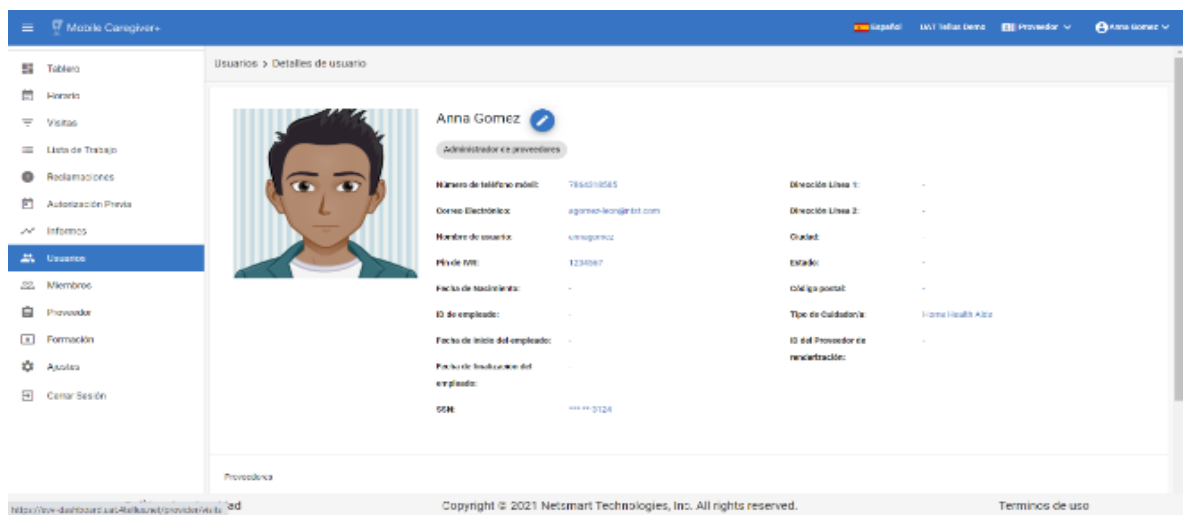 Mobile Caregiver+
Español
UAT Tellus Demo
Proveedor
Anna Gomez
Tablero
Horario
Visitas
Lista de Trabajo
Reclamaciones
Autorización Previa
Informes
Usuarios
Miembros
Proveedor
Formación
Ajustes
Cerrar Sesión
Usuarios > Detalles de usuario
Anna Gomez
Administrador de proveedores
Número de teléfono móvil:
Correo Electrónico:
Nombre de usuario: annagomez
Pin de IVR: 1234567
Fecha de Nacimiento: -
ID de empleado: -
Fecha de inicio del empleado: -
Fecha de finalización del
empleado: -
SSN:
Dirección Línea 1: -
Dirección Línea 2: -
Ciudad: -
Estado: -
Código postal: -
Tipo de Cuidador/a: Home Health Aide
ID del Proveedor de -
renderización:
Proveedores
dad
Copyright © 2021 Netsmart Technologies, Inc. All rights reserved.
Terminos de uso